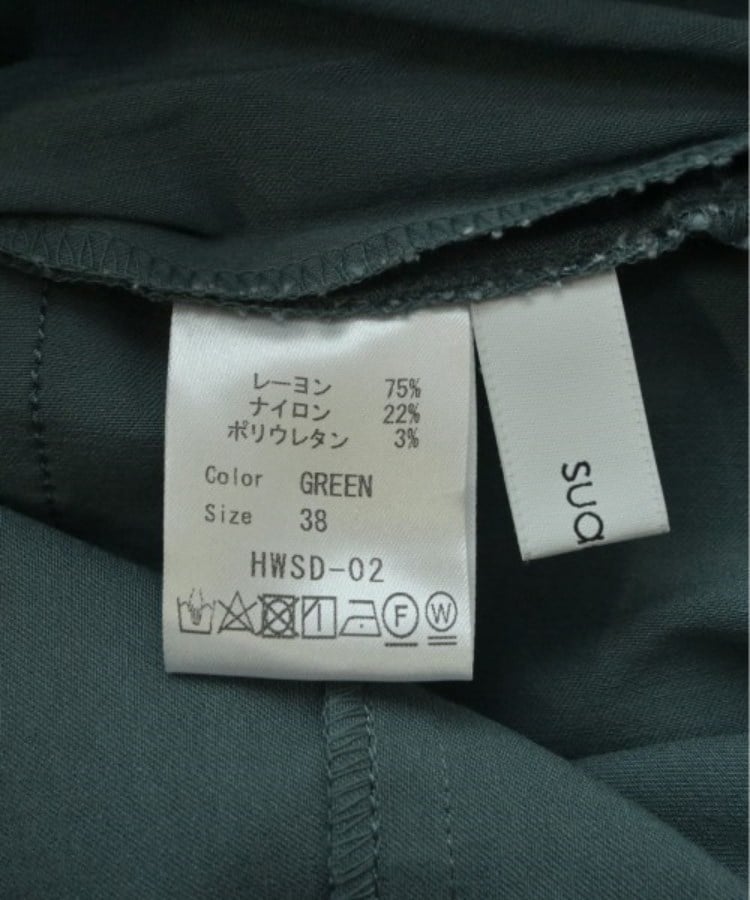 レーヨン 75%
ナイロン 22%
ポリウレタン 3%
Color GREEN
Size 38
HWSD-02
F W
sua